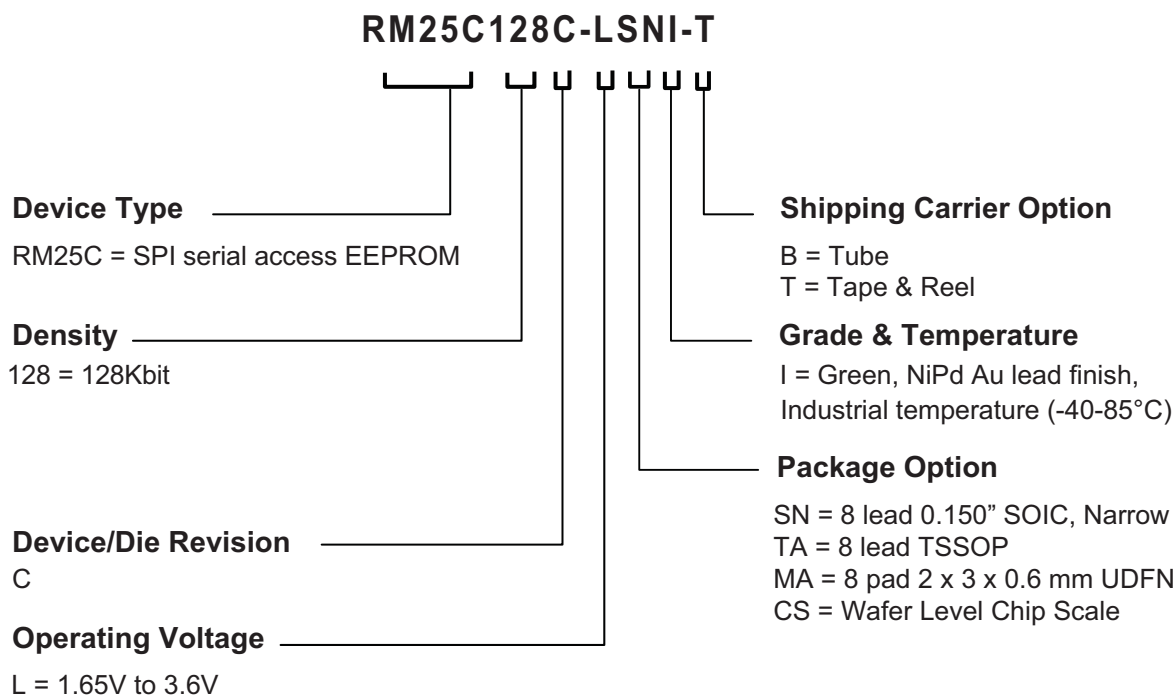 RM25C128C-LSNI-T
Device Type
RM25C = SPI serial access EEPROM
Density
128 = 128Kbit
Device/Die Revision
C
Operating Voltage
L = 1.65V to 3.6V
Shipping Carrier Option
B = Tube
T = Tape & Reel
Grade & Temperature
I = Green, NiPd Au lead finish,
Industrial temperature (-40-85°C)
Package Option
SN = 8 lead 0.150” SOIC, Narrow
TA = 8 lead TSSOP
MA = 8 pad 2 x 3 x 0.6 mm UDFN
CS = Wafer Level Chip Scale